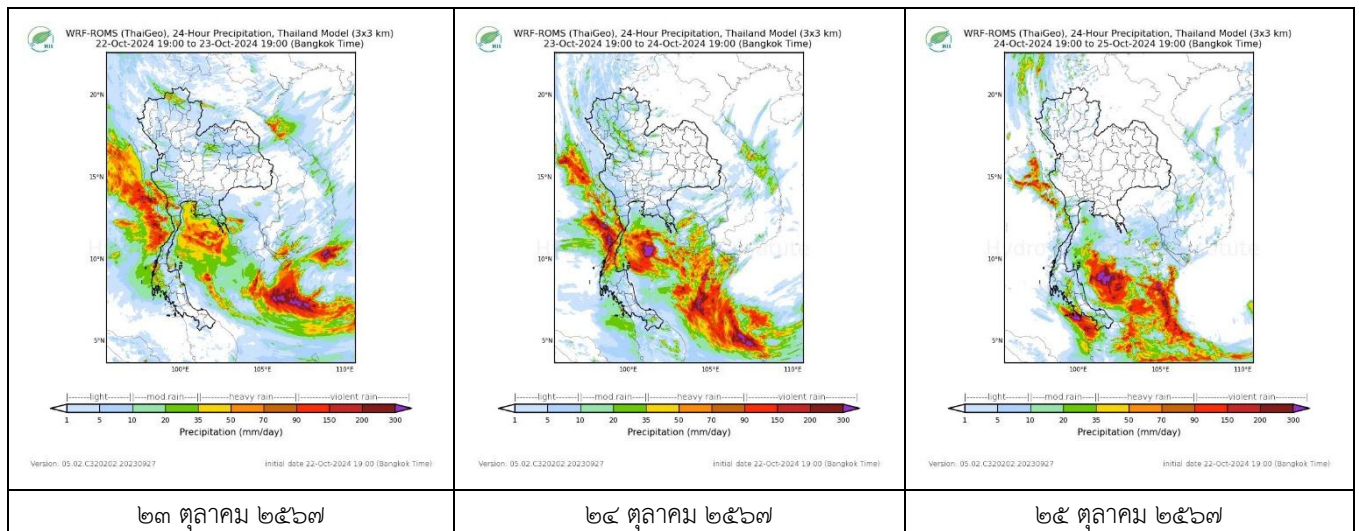 WRF-ROMS (ThaiGeo), 24-Hour Precipitation, Thailand Model (3x3 km)
22-Oct-2024 19:00 to 23-Oct-2024 19:00 (Bangkok Time)
20°N
15°N
10°N
5°N
100°E 105°E 110°E
|-------light-------||---mod rain---||-------heavy rain-------||-------violent rain-------|
1 5 10 20 35 50 70 90 150 200 300
Precipitation (mm/day)
Version: 05.02.C320202.20230927 initial date 22-Oct-2024 19:00 (Bangkok Time)
๒๓ ตุลาคม ๒๕๖๗
WRF-ROMS (ThaiGeo), 24-Hour Precipitation, Thailand Model (3x3 km)
23-Oct-2024 19:00 to 24-Oct-2024 19:00 (Bangkok Time)
20°N
15°N
10°N
5°N
100°E 105°E 110°E
|-------light-------||---mod rain---||-------heavy rain-------||-------violent rain-------|
1 5 10 20 35 50 70 90 150 200 300
Precipitation (mm/day)
Version: 05.02.C320202.20230927 initial date 22-Oct-2024 19:00 (Bangkok Time)
๒๔ ตุลาคม ๒๕๖๗
WRF-ROMS (ThaiGeo), 24-Hour Precipitation, Thailand Model (3x3 km)
24-Oct-2024 19:00 to 25-Oct-2024 19:00 (Bangkok Time)
20°N
15°N
10°N
5°N
100°E 105°E 110°E
|-------light-------||---mod rain---||-------heavy rain-------||-------violent rain-------|
1 5 10 20 35 50 70 90 150 200 300
Precipitation (mm/day)
Version: 05.02.C320202.20230927 initial date 22-Oct-2024 19:00 (Bangkok Time)
๒๕ ตุลาคม ๒๕๖๗